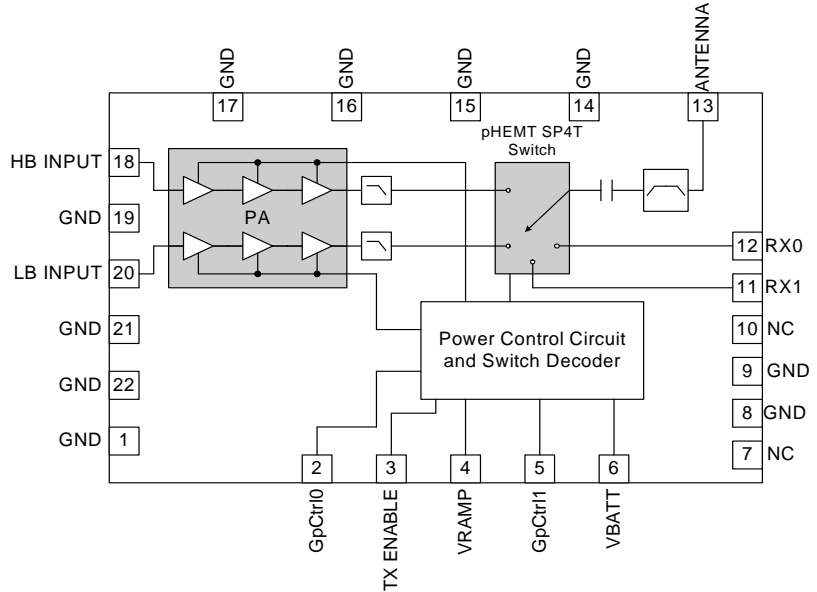 GND
GND
GND
GND
ANTENNA
17
16
15
14
13
pHEMT SP4T
Switch
HB INPUT
18
GND
19
PA
LB INPUT
20
GND
21
GND
22
GND
1
12
RX0
11
RX1
10
NC
9
GND
8
GND
7
NC
Power Control Circuit
and Switch Decoder
2
3
4
5
6
GpCtrl0
TX ENABLE
VRAMP
GpCtrl1
VBATT